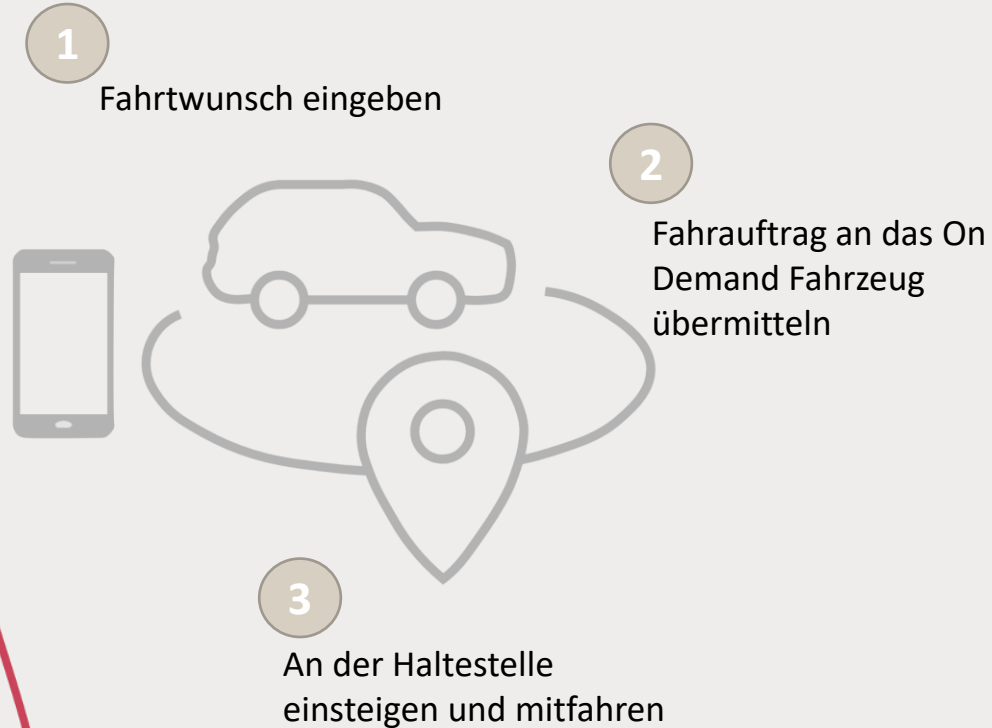 1
Fahrtwunsch eingeben
2
Fahrauftrag an das On
Demand Fahrzeug
übermitteln
3
An der Haltestelle
einsteigen und mitfahren